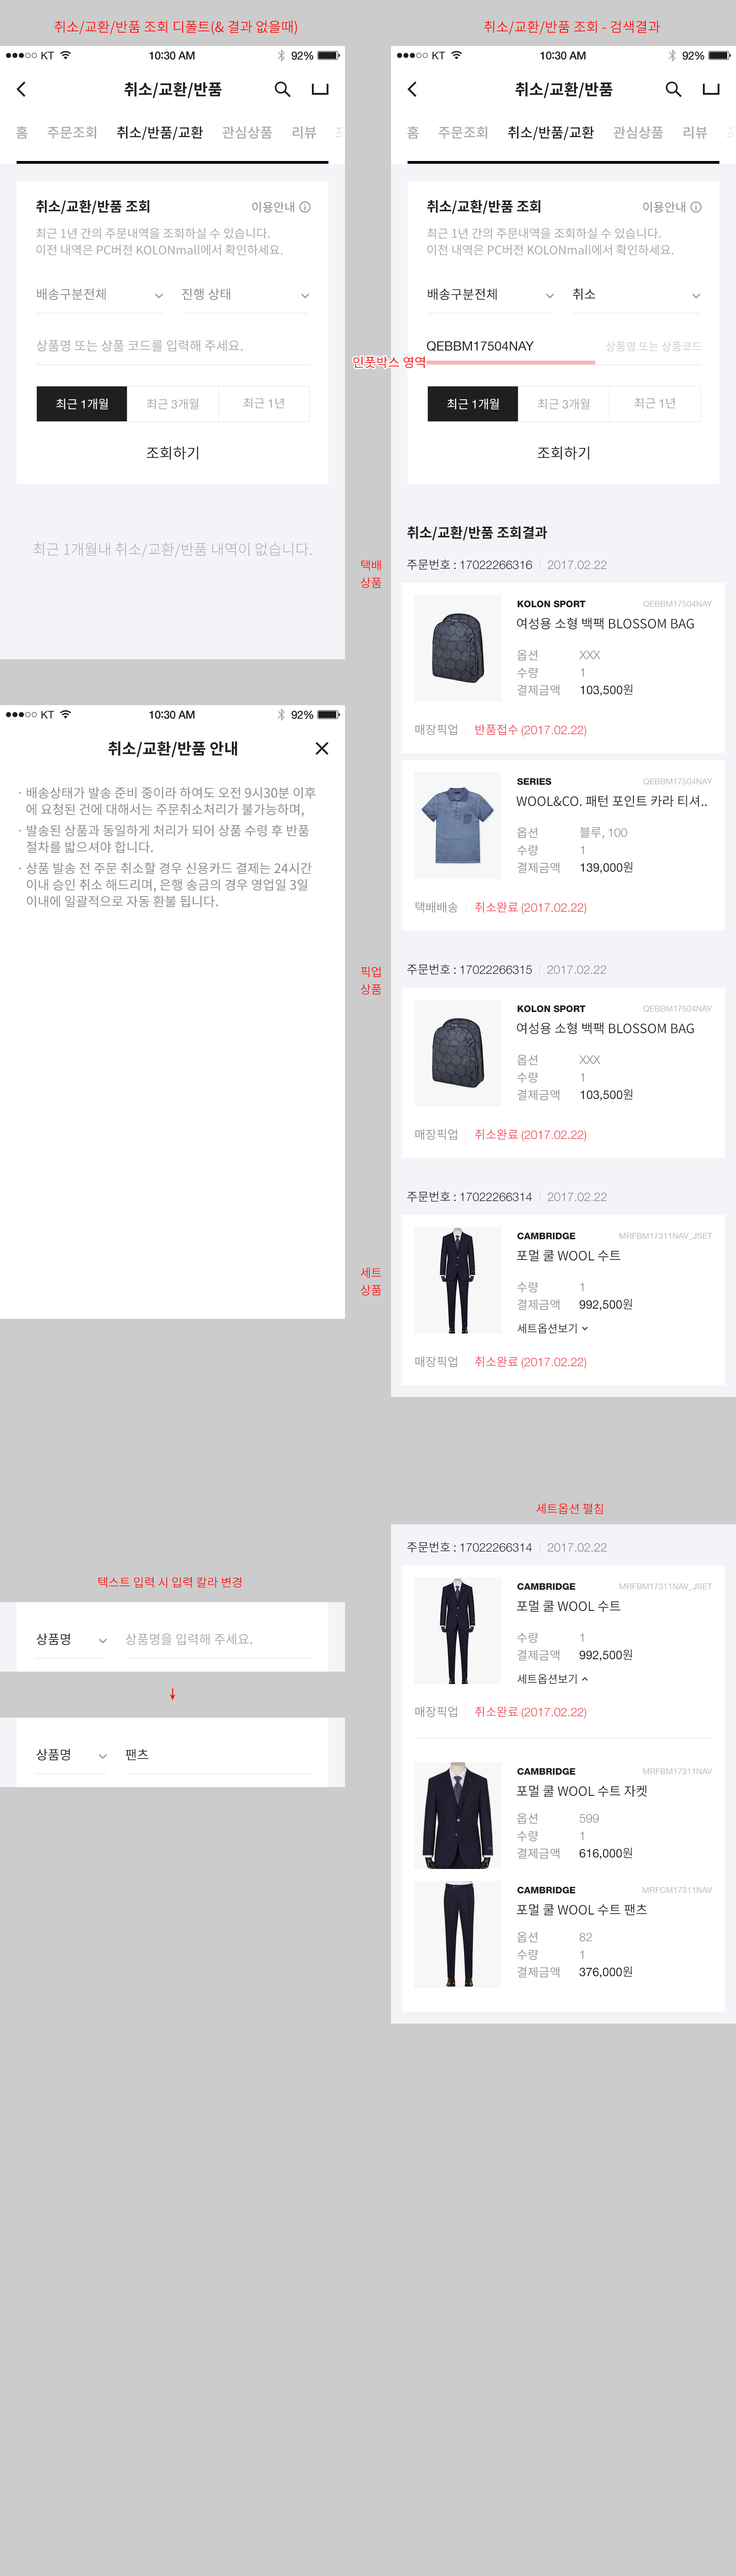 취소/교환/반품 조회 디폴트(& 결과 없을때)
KT
10:30 AM
92%
취소/교환/반품
홈 주문조회 취소/반품/교환 관심상품 리뷰
취소/교환/반품 조회 이용안내
최근 1년 간의 주문내역을 조회하실 수 있습니다.
이전 내역은 PC버전 KOLONmall에서 확인하세요.
배송구분전체 진행 상태
상품명 또는 상품 코드를 입력해 주세요.
최근 1개월 최근 3개월 최근 1년
조회하기
최근 1개월내 취소/교환/반품 내역이 없습니다.
KT
10:30 AM
92%
취소/교환/반품 안내
· 배송상태가 발송 준비 중이라 하여도 오전 9시30분 이후
에 요청된 건에 대해서는 주문취소처리가 불가능하며,
· 발송된 상품과 동일하게 처리가 되어 상품 수령 후 반품
절차를 밟으셔야 합니다.
· 상품 발송 전 주문 취소할 경우 신용카드 결제는 24시간
이내 승인 취소 해드리며, 은행 송금의 경우 영업일 3일
이내에 일괄적으로 자동 환불 됩니다.
텍스트 입력 시 입력 칼라 변경
상품명 상품명을 입력해 주세요.
↓
상품명 팬츠
취소/교환/반품 조회 - 검색결과
KT
10:30 AM
92%
취소/교환/반품
홈 주문조회 취소/반품/교환 관심상품 리뷰
취소/교환/반품 조회 이용안내
최근 1년 간의 주문내역을 조회하실 수 있습니다.
이전 내역은 PC버전 KOLONmall에서 확인하세요.
배송구분전체 취소
QEBBM17504NAY 상품명 또는 상품코드
인풋박스 영역
최근 1개월 최근 3개월 최근 1년
조회하기
취소/교환/반품 조회결과
택배
상품
주문번호 : 17022266316 2017.02.22
KOLON SPORT QEBBM17504NAY
여성용 소형 백팩 BLOSSOM BAG
옵션 XXX
수량 1
결제금액 103,500원
매장픽업 반품접수 (2017.02.22)
SERIES QEBBM17504NAY
WOOL&CO. 패턴 포인트 카라 티셔..
옵션 블루, 100
수량 1
결제금액 139,000원
택배배송 취소완료 (2017.02.22)
픽업
상품
주문번호 : 17022266315 2017.02.22
KOLON SPORT QEBBM17504NAY
여성용 소형 백팩 BLOSSOM BAG
옵션 XXX
수량 1
결제금액 103,500원
매장픽업 취소완료 (2017.02.22)
주문번호 : 17022266314 2017.02.22
세트
상품
CAMBRIDGE MRFBM17311NAV_JSET
포멀 쿨 WOOL 수트
수량 1
결제금액 992,500원
세트옵션보기
매장픽업 취소완료 (2017.02.22)
세트옵션 펼침
주문번호 : 17022266314 2017.02.22
CAMBRIDGE MRFBM17311NAV_JSET
포멀 쿨 WOOL 수트
수량 1
결제금액 992,500원
세트옵션보기
매장픽업 취소완료 (2017.02.22)
CAMBRIDGE MRFBM17311NAV
포멀 쿨 WOOL 수트 자켓
옵션 599
수량 1
결제금액 616,000원
CAMBRIDGE MRFCM17311NAV
포멀 쿨 WOOL 수트 팬츠
옵션 82
수량 1
결제금액 376,000원